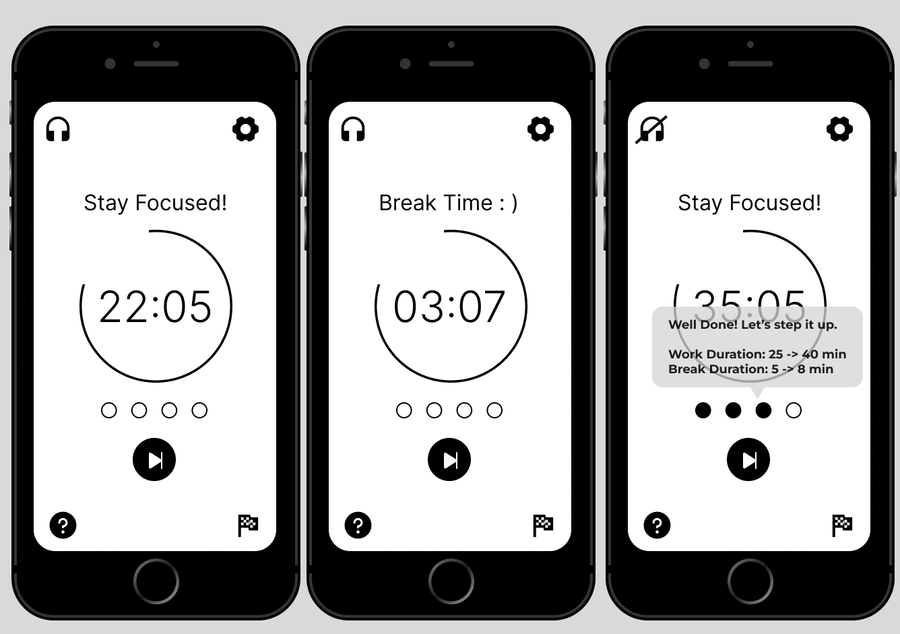 Stay Focused!
22:05
?
Break Time : )
03:07
?
Stay Focused!
35:05
Well Done! Let's step it up.
Work Duration: 25 -> 40 min
Break Duration: 5 -> 8 min
?